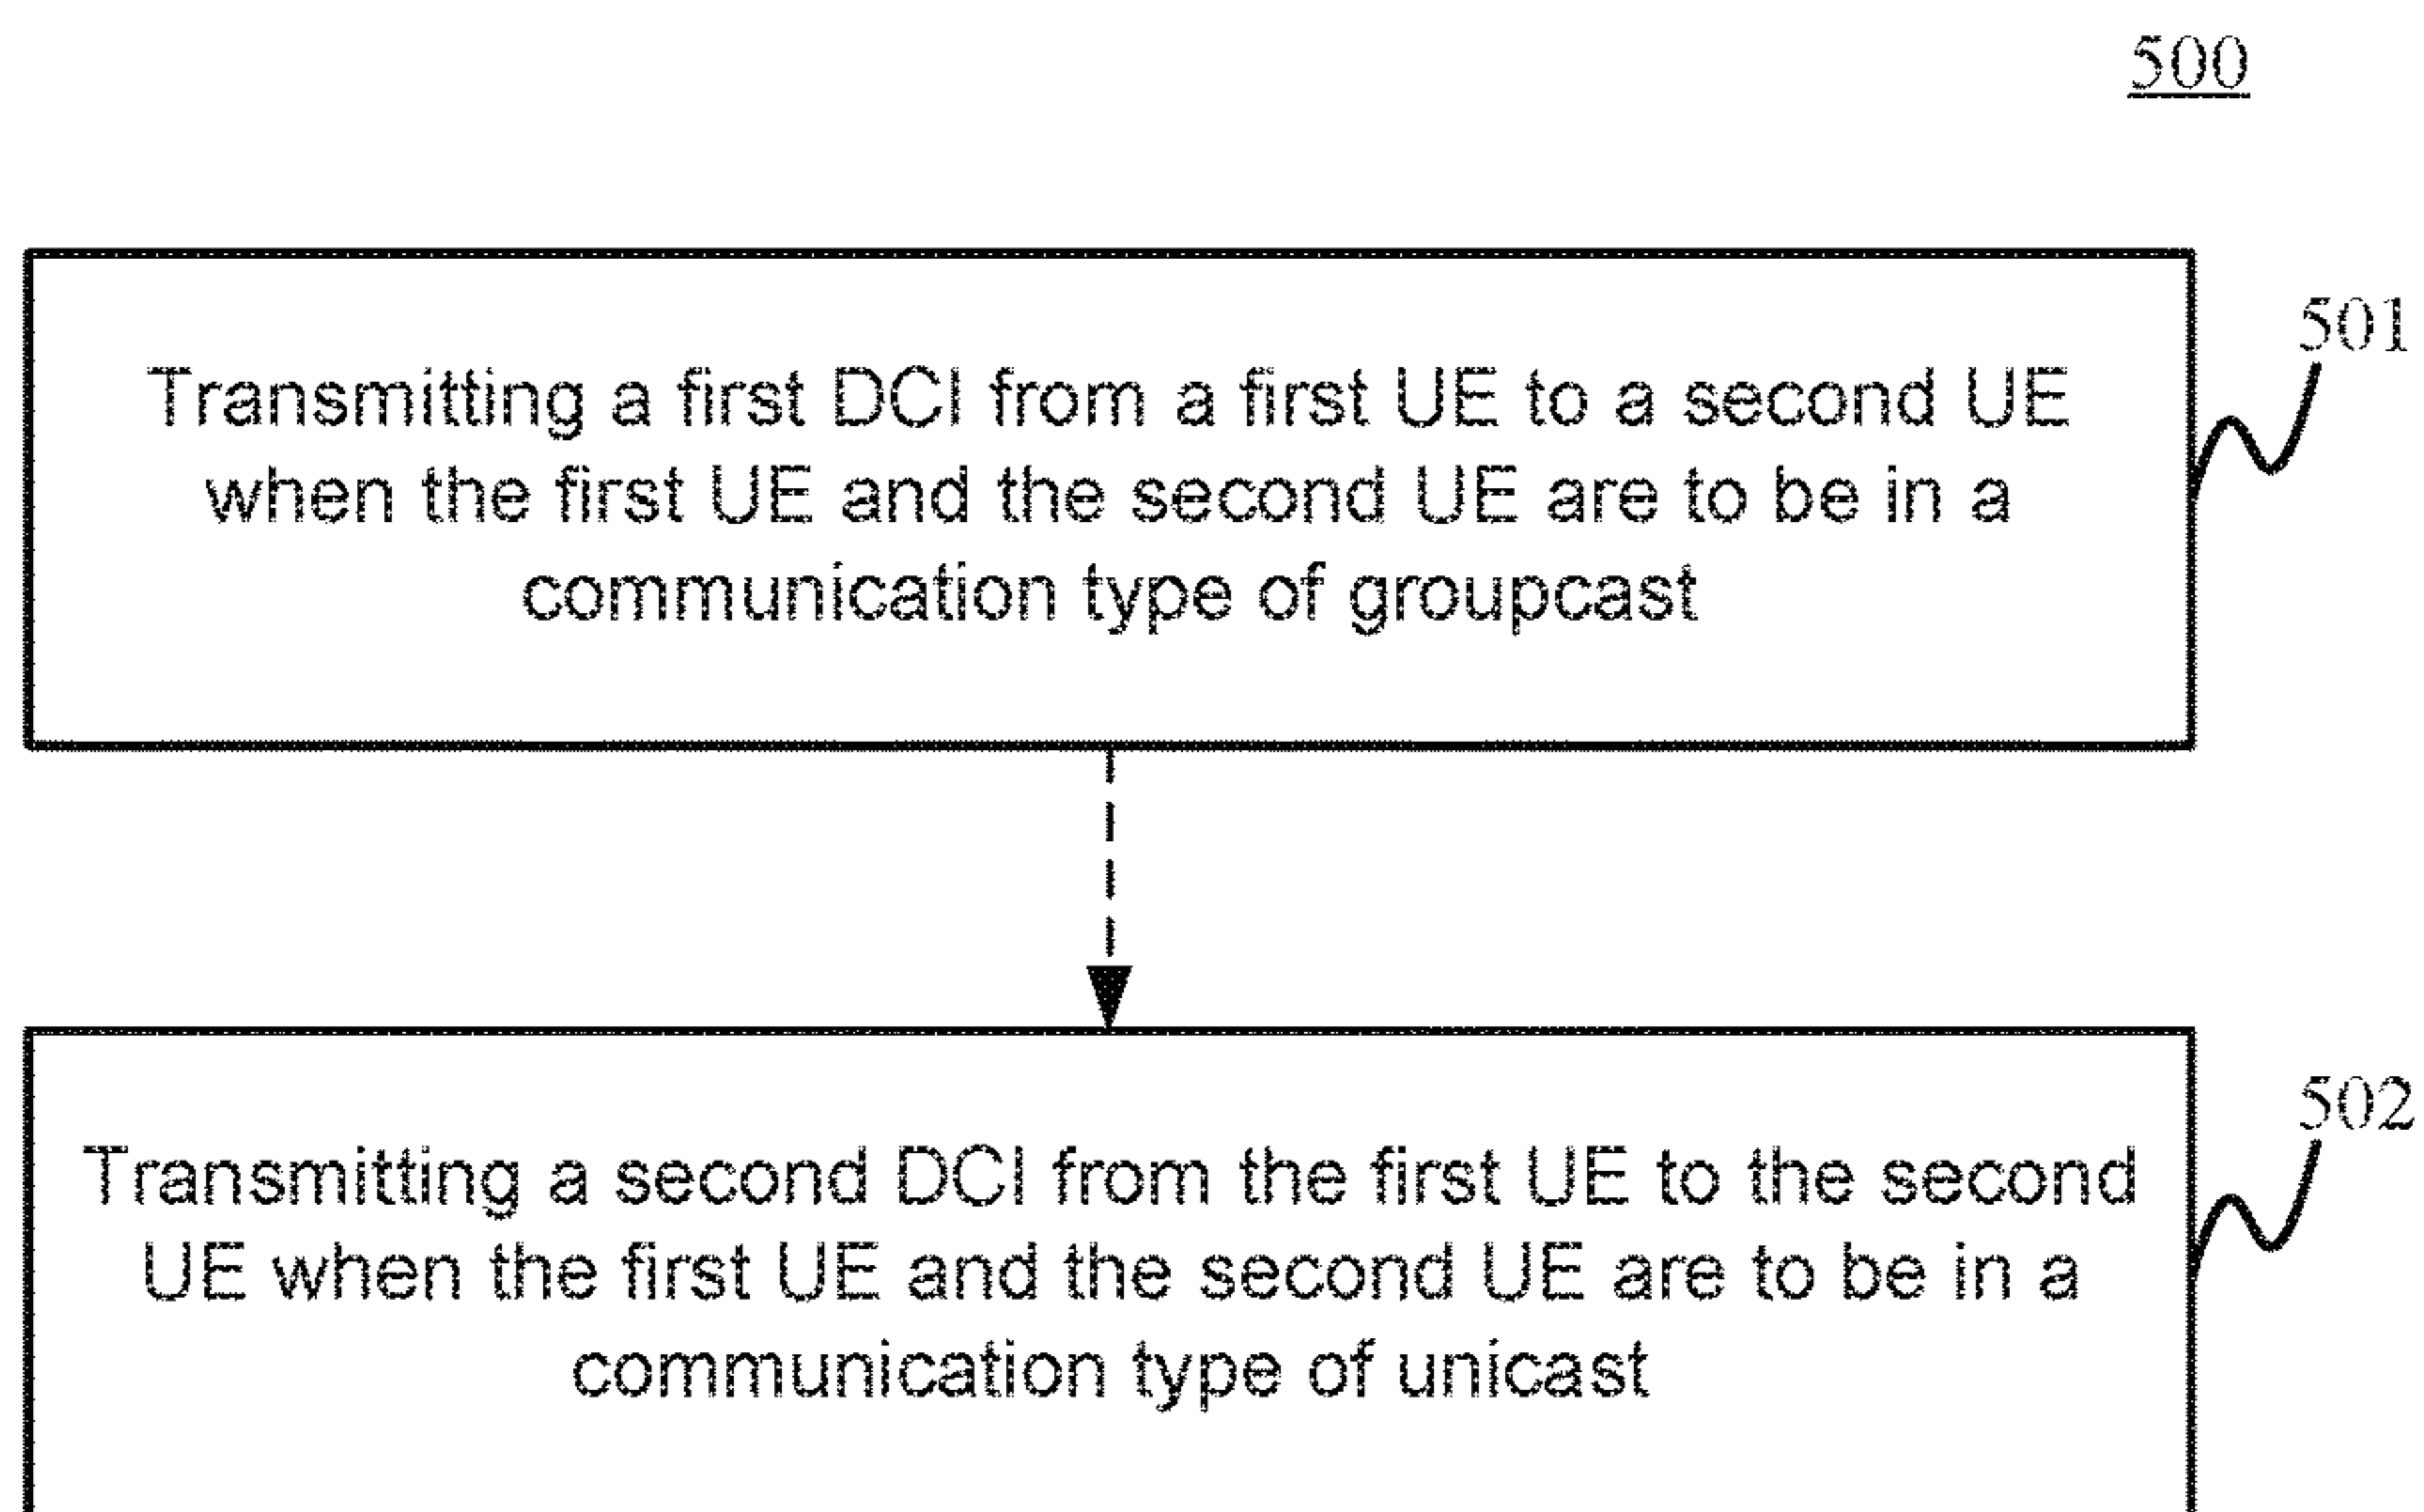 500
501
Transmitting a first DCI from a first UE to a second UE
when the first UE and the second UE are to be in a
communication type of groupcast
502
Transmitting a second DCI from the first UE to the second
UE when the first UE and the second UE are to be in a
communication type of unicast